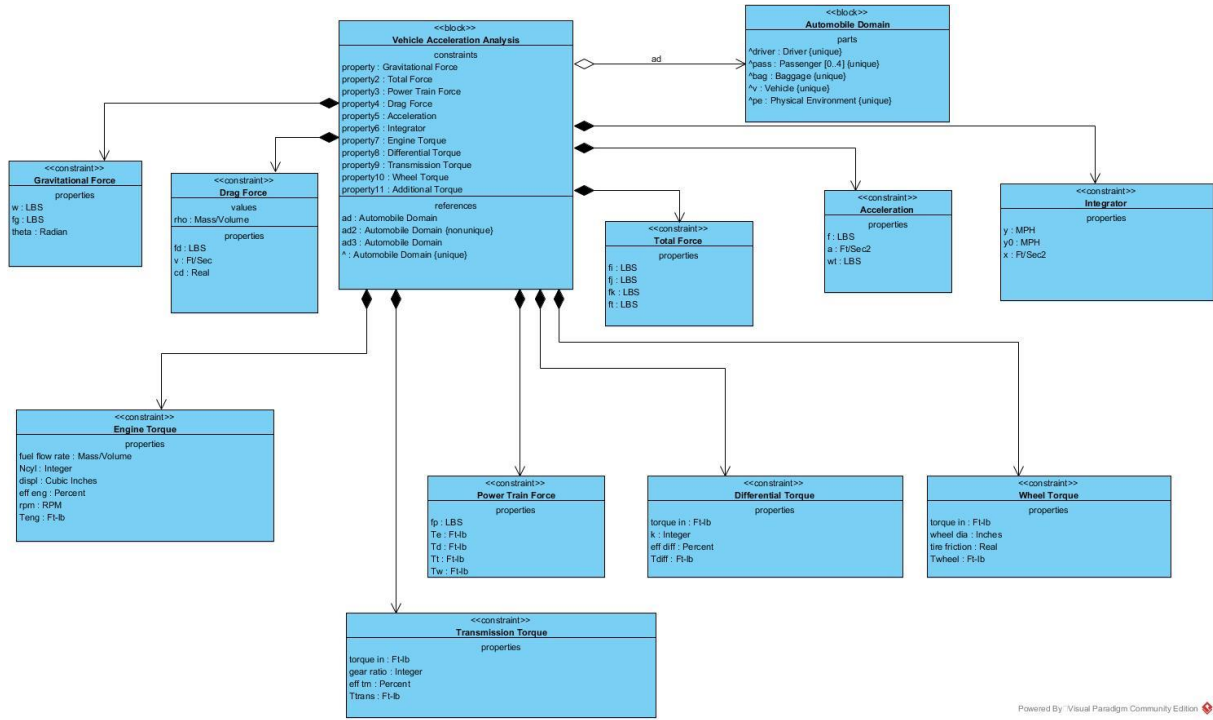 <<block>>
Vehicle Acceleration Analysis
constraints
property : Gravitational Force
property2 : Total Force
property3 : Power Train Force
property4 : Drag Force
property5 : Acceleration
property6 : Integrator
property7 : Engine Torque
property8 : Differential Torque
property9 : Transmission Torque
property10 : Wheel Torque
property11 : Additional Torque
references
ad : Automobile Domain
ad2 : Automobile Domain {nonunique}
ad3 : Automobile Domain
^ : Automobile Domain {unique}
ad
<<block>>
Automobile Domain
parts
^driver : Driver {unique}
^pass : Passenger [0..4] {unique}
^bag : Baggage {unique}
^v : Vehicle {unique}
^pe : Physical Environment {unique}
<<constraint>>
Gravitational Force
properties
w : LBS
fg : LBS
theta : Radian
<<constraint>>
Drag Force
values
rho : Mass/Volume
properties
fd : LBS
v : Ft/Sec
cd : Real
<<constraint>>
Total Force
properties
fi : LBS
fj : LBS
fk : LBS
ft : LBS
<<constraint>>
Acceleration
properties
f : LBS
a : Ft/Sec2
wt : LBS
<<constraint>>
Integrator
properties
y : MPH
y0 : MPH
x : Ft/Sec2
<<constraint>>
Engine Torque
properties
fuel flow rate : Mass/Volume
Ncyl : Integer
displ : Cubic Inches
eff eng : Percent
rpm : RPM
Teng : Ft-lb
<<constraint>>
Power Train Force
properties
fp : LBS
Te : Ft-lb
Td : Ft-lb
Tt : Ft-lb
Tw : Ft-lb
<<constraint>>
Differential Torque
properties
torque in : Ft-lb
k : Integer
eff diff : Percent
Tdiff : Ft-lb
<<constraint>>
Wheel Torque
properties
torque in : Ft-lb
wheel dia : Inches
tire friction : Real
Twheel : Ft-lb
<<constraint>>
Transmission Torque
properties
torque in : Ft-lb
gear ratio : Integer
eff tm : Percent
Ttrans : Ft-lb
Powered By Visual Paradigm Community Edition